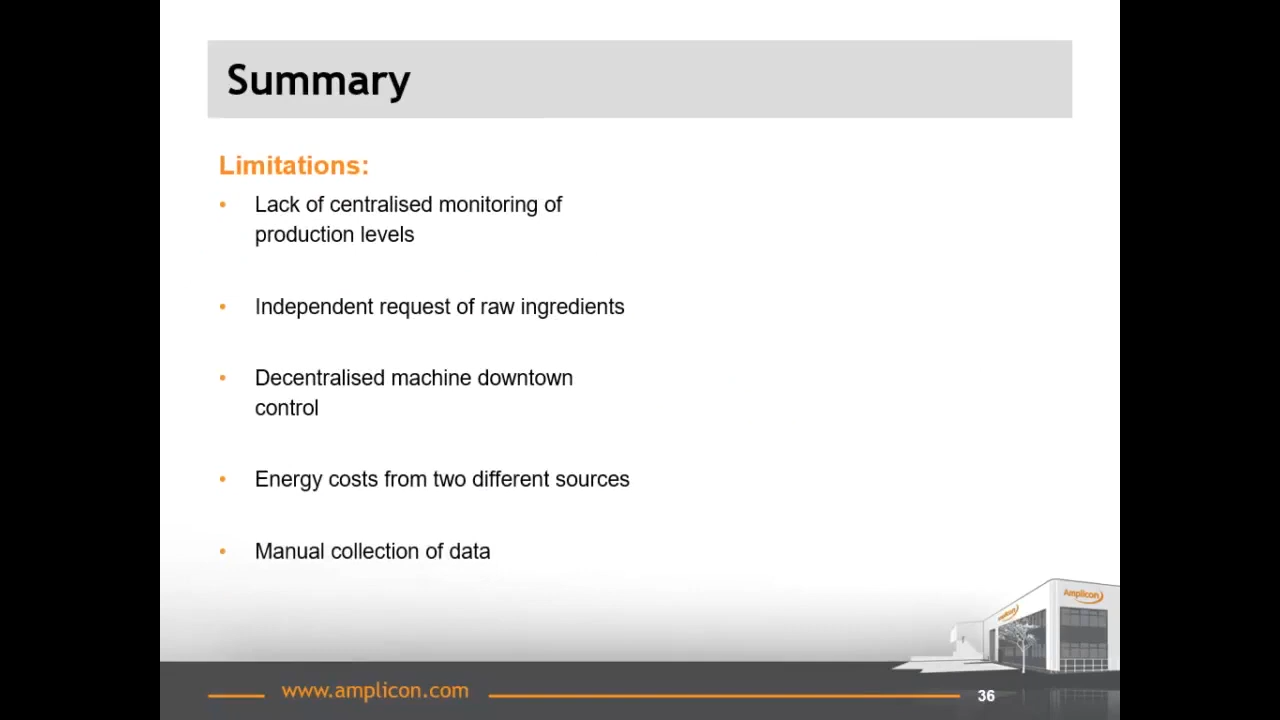 Summary
Limitations:
• Lack of centralised monitoring of
production levels
• Independent request of raw ingredients
• Decentralised machine downtown
control
• Energy costs from two different sources
• Manual collection of data
Amplicon
Amplicon
www.amplicon.com
36